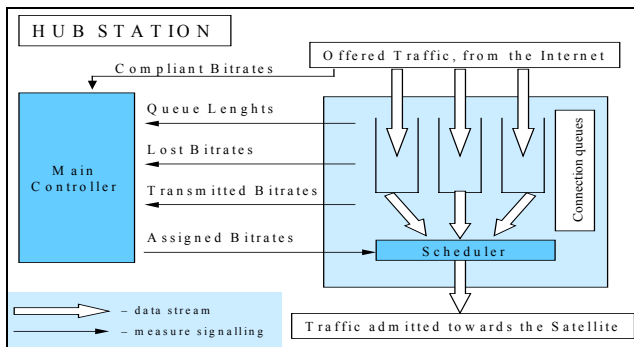 HUB STATION
Offered Traffic, from the Internet
Compliant Bitrates
Queue Lenghts
Lost Bitrates
Transmitted Bitrates
Assigned Bitrates
Main
Controller
Connection queues
Scheduler
– data stream
– measure signalling
Traffic admitted towards the Satellite